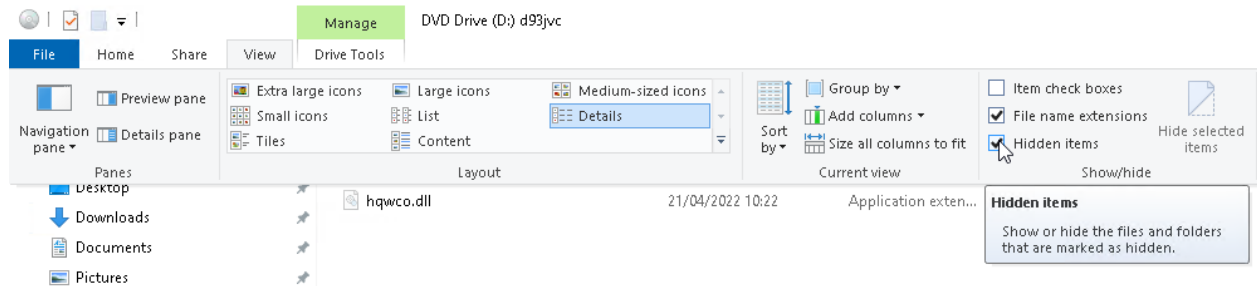 Manage DVD Drive (D:) d93jvc
File Home Share View Drive Tools
Navigation pane
Preview pane
Details pane
Panes
Extra large icons Large icons Medium-sized icons
Small icons List Details
Tiles Content
Layout
Sort by
Group by
Add columns
Size all columns to fit
Current view
Item check boxes
File name extensions
Hidden items
Hide selected items
Show/hide
Desktop
Downloads
Documents
Pictures
hqwco.dll 21/04/2022 10:22 Application exten...
Hidden items
Show or hide the files and folders
that are marked as hidden.